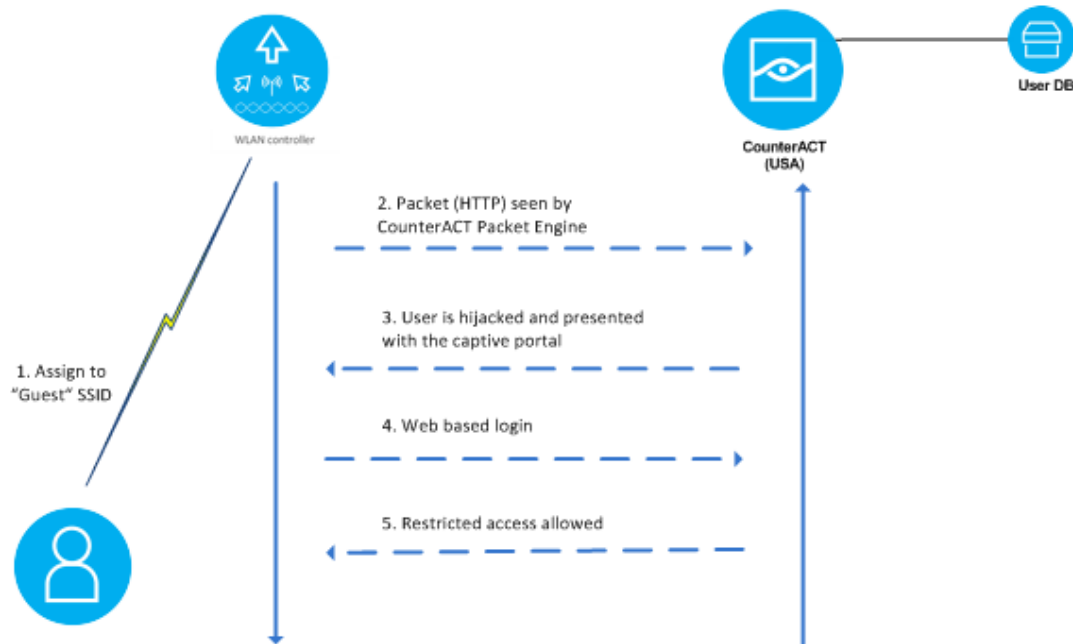 WLAN controller
CounterACT
(USA)
User DB
2. Packet (HTTP) seen by
CounterACT Packet Engine
3. User is hijacked and presented
with the captive portal
1. Assign to
“Guest“ SSID
4. Web based login
5. Restricted access allowed